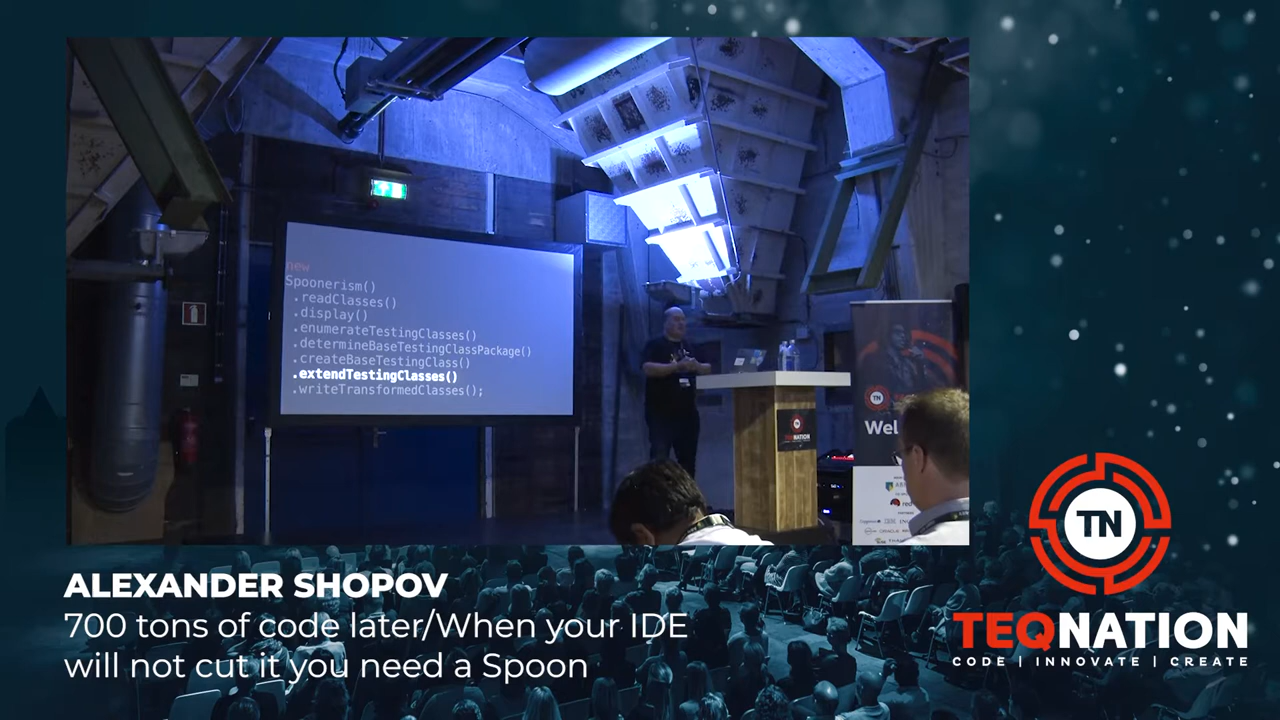 new
Spoonerism()
.readClasses()
.display()
.enumerateTestingClasses()
.determineBaseTestingClassPackage()
.createBaseTestingClass()
.extendTestingClasses()
.writeTransformedClasses();
TN
Wel
TN
ALEXANDER SHOPOV
700 tons of code later/When your IDE
will not cut it you need a Spoon
TN
TEQNATION
CODE | INNOVATE | CREATE